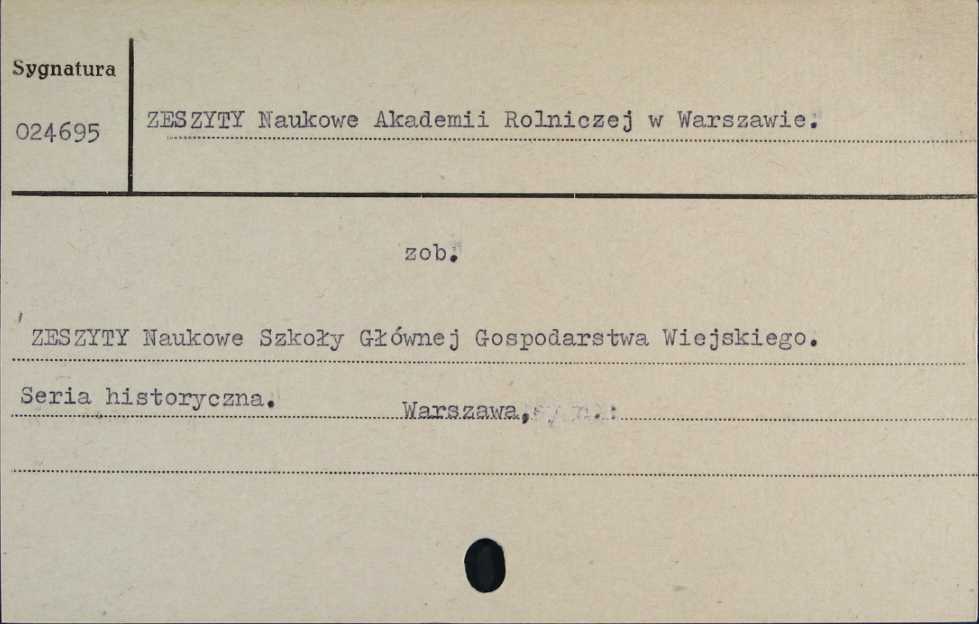 Sygnatura
024695
ZESZYTY Naukowe Akademii Rolniczej w Warszawie.
zob.
ZESZYTY Naukowe Szkoły Głównej Gospodarstwa Wiejskiego.
Seria historyczna.
Warszawa,